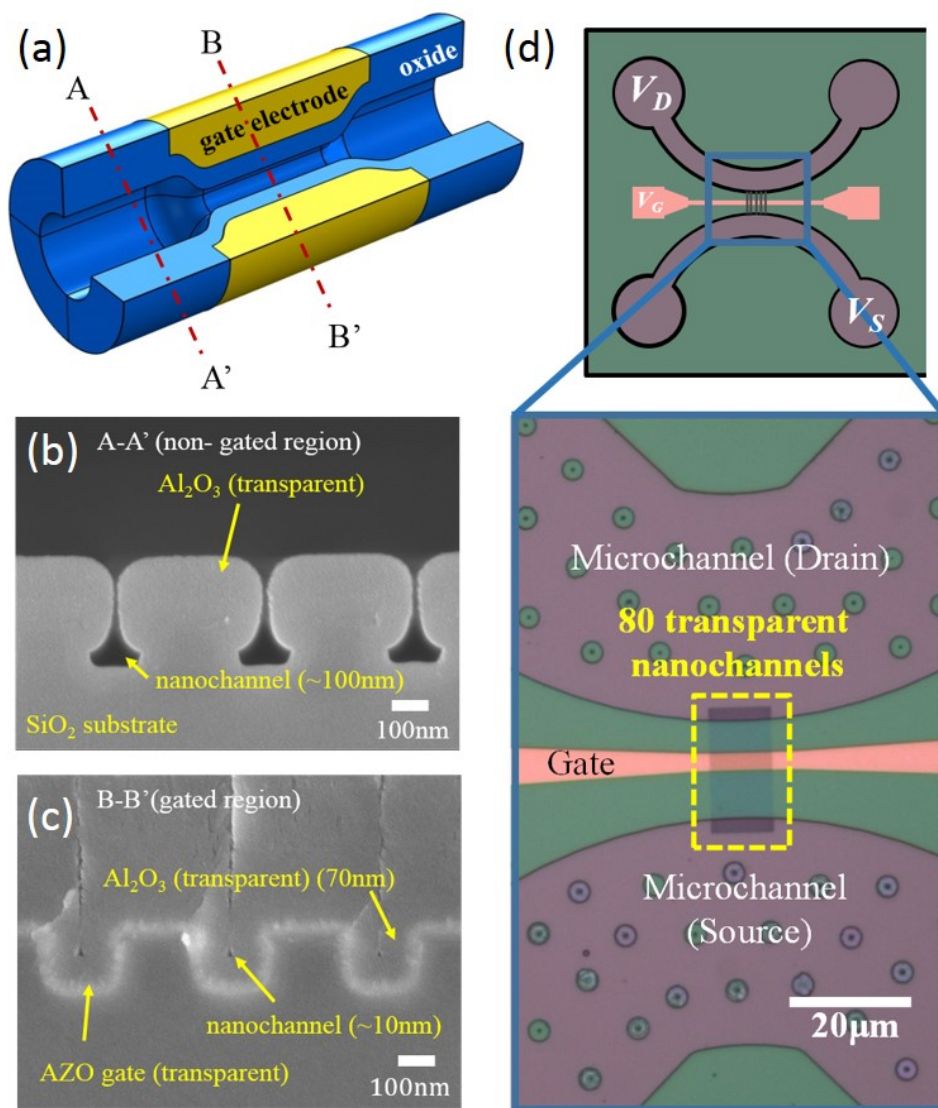 (a)
A
B
oxide
gate electrode
B’
A’
(b)
A-A’ (non- gated region)
Al₂O₃ (transparent)
nanochannel (~100nm)
SiO₂ substrate
100nm
(c)
B-B’(gated region)
Al₂O₃ (transparent) (70nm)
nanochannel (~10nm)
AZO gate (transparent)
100nm
(d)
V_D
V_G
V_S
Microchannel (Drain)
80 transparent
nanochannels
Gate
Microchannel
(Source)
20μm